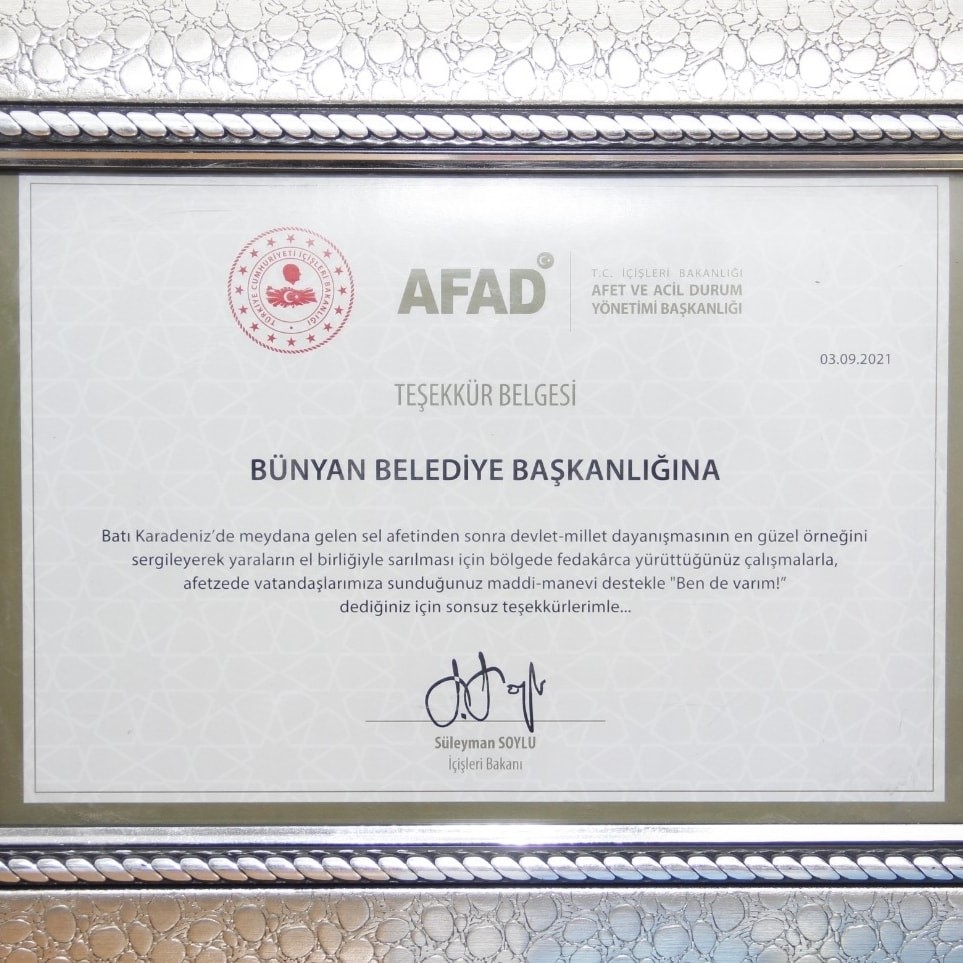 TÜRKİYE CUMHURİYETİ İÇİŞLERİ BAKANLIĞI
AFAD
T.C. İÇİŞLERİ BAKANLIĞI
AFET VE ACİL DURUM
YÖNETİMİ BAŞKANLIĞI
03.09.2021
TEŞEKKÜR BELGESİ
BÜNYAN BELEDİYE BAŞKANLIĞINA
Batı Karadeniz’de meydana gelen sel afetinden sonra devlet-millet dayanışmasının en güzel örneğini
sergileyerek yaraların el birliğiyle sarılması için bölgede fedakârca yürüttüğünüz çalışmalarla,
afetzede vatandaşlarımıza sunduğunuz maddi-manevi destekle "Ben de varım!”
dediğiniz için sonsuz teşekkürlerimle...
Süleyman SOYLU
İçişleri Bakanı